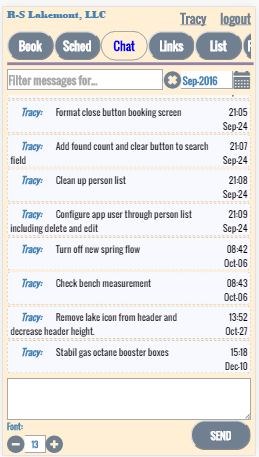 R-S Lakemont, LLC
Tracy logout
Book Sched Chat Links List
Filter messages for... Sep-2016
Tracy: Format close button booking screen 21:05
Sep-24
Tracy: Add found count and clear button to search 21:07
field Sep-24
Tracy: Clean up person list 21:08
Sep-24
Tracy: Configure app user through person list 21:09
including delete and edit Sep-24
Tracy: Turn off new spring flow 08:42
Oct-06
Tracy: Check bench measurement 08:43
Oct-06
Tracy: Remove lake icon from header and 13:52
decrease header height. Oct-27
Tracy: Stabil gas octane booster boxes 15:18
Dec-10
Font:
13 SEND